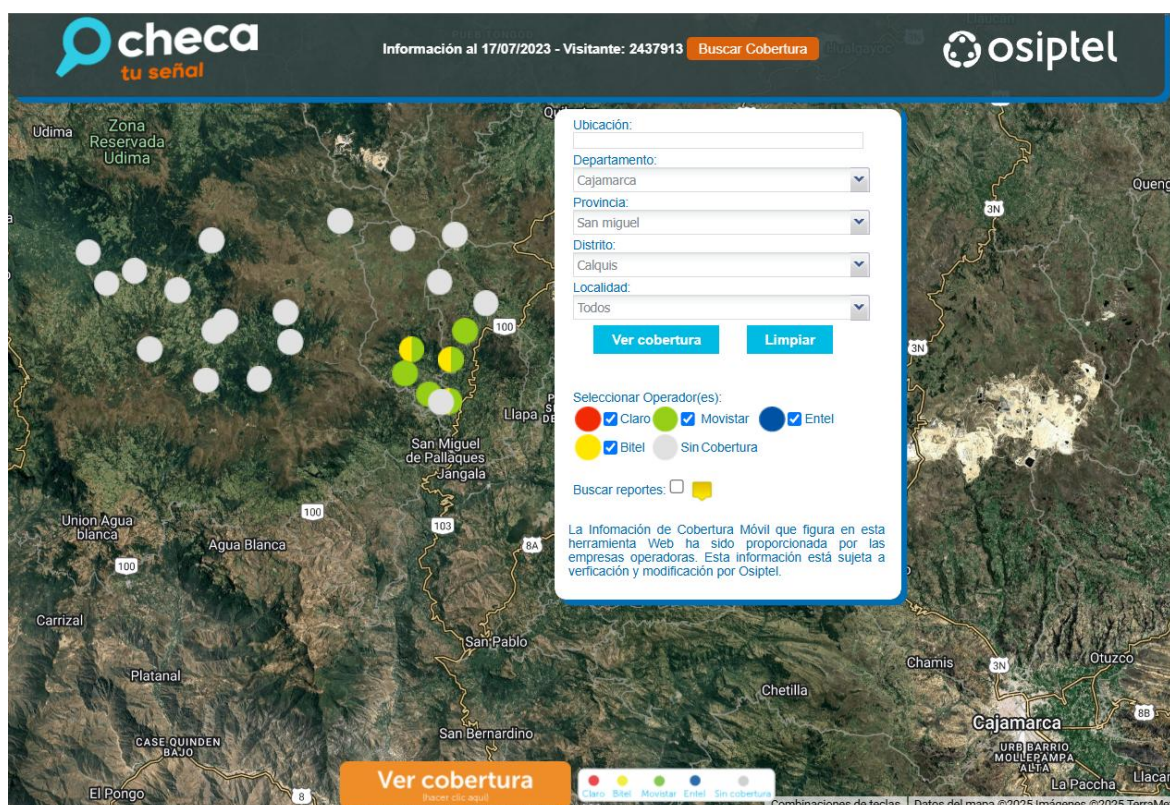 checa
tu señal
Información al 17/07/2023 - Visitante: 2437913
Buscar Cobertura
osiptel
Udima
Zona
Reservada
Udima
Ubicación:
Departamento:
Cajamarca
Provincia:
San miguel
Distrito:
Calquis
Localidad:
Todos
Ver cobertura
Limpiar
Seleccionar Operador(es):
Claro
Movistar
Entel
Bitel
Sin Cobertura
Buscar reportes:
La Infomación de Cobertura Móvil que figura en esta
herramienta Web ha sido proporcionada por las
empresas operadoras. Esta información está sujeta a
verficación y modificación por Osiptel.
3N
3N
100
Llapa
San Miguel
de Pallaques
Jangala
100
103
8A
Union Agua
blanca
Agua Blanca
100
Carrizal
San Pablo
Platanal
Chetilla
Chamis
3N
Otuzco
Cajamarca
8B
URB BARRIO
MOLLEPAMPA
ALTA
San Bernardino
CASE QUINDEN
BAJO
El Pongo
8
La Paccha
Ver cobertura
(hacer clic aquí)
Claro Bitel Movistar Entel Sin cobertura
Combinaciones de teclas
Datos del mapa ©2025 Imágenes ©2025